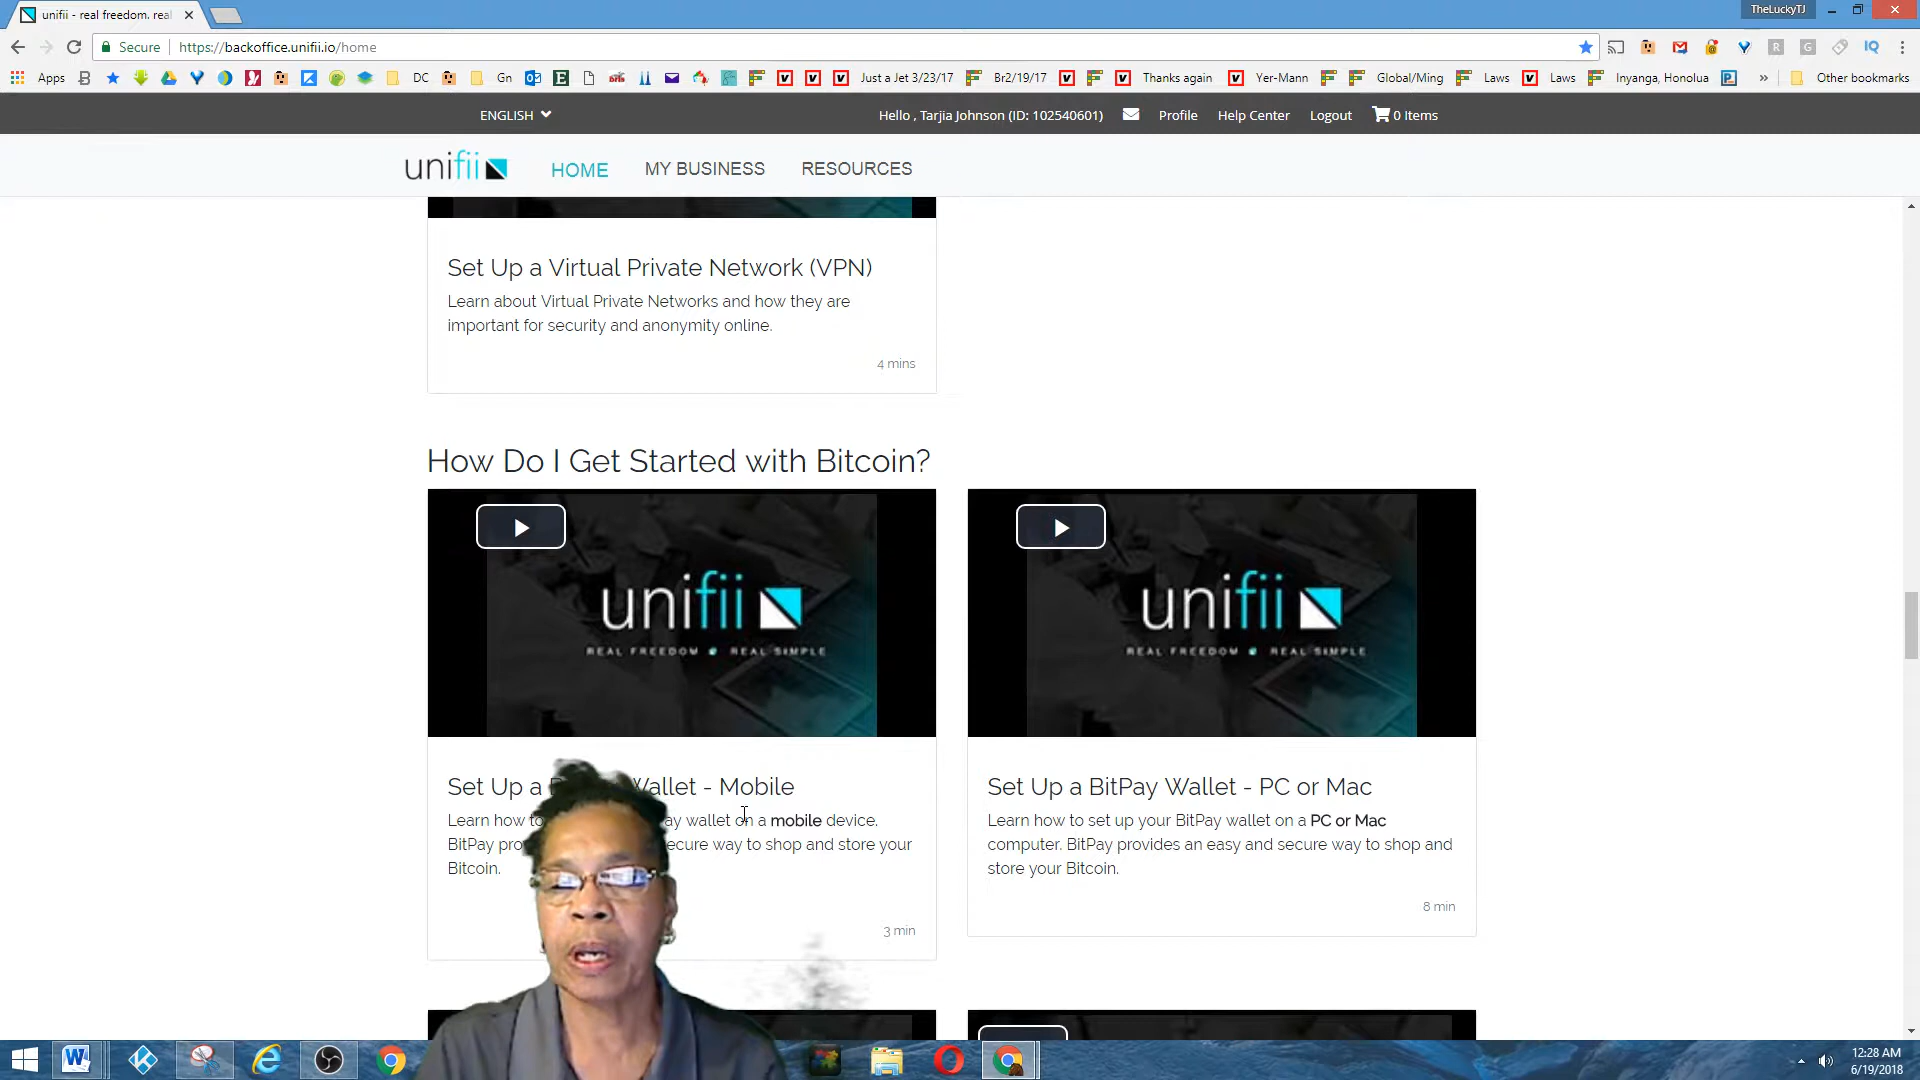 unifii - real freedom. rea
TheLuckyTJ
Secure
https://backoffice.unifii.io/home
Apps
DC
Gn
Just a Jet 3/23/17
Br2/19/17
Thanks again
Yer-Mann
Global/Ming
Laws
Laws
Inyanga, Honolua
Other bookmarks
ENGLISH
Hello , Tarjia Johnson (ID: 102540601)
Profile
Help Center
Logout
0 Items
unifii
HOME
MY BUSINESS
RESOURCES
Set Up a Virtual Private Network (VPN)
Learn about Virtual Private Networks and how they are
important for security and anonymity online.
4 mins
How Do I Get Started with Bitcoin?
unifii
REAL FREEDOM REAL SIMPLE
unifii
REAL FREEDOM REAL SIMPLE
Set Up a Wallet - Mobile
Learn how wallet on a mobile device.
BitPay way to shop and store your
Bitcoin.
3 min
Set Up a BitPay Wallet - PC or Mac
Learn how to set up your BitPay wallet on a PC or Mac
computer. BitPay provides an easy and secure way to shop and
store your Bitcoin.
8 min
12:28 AM
6/19/2018